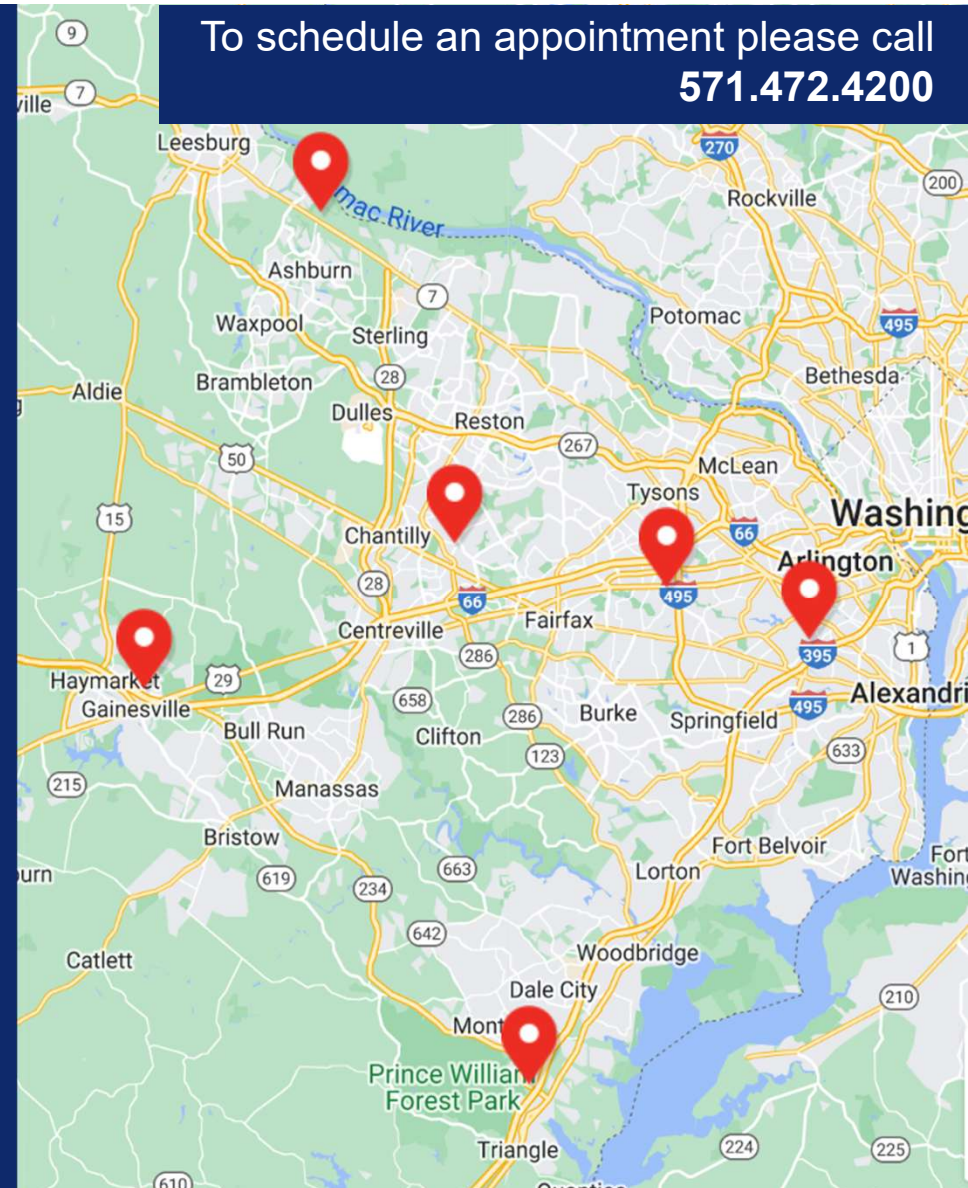 To schedule an appointment please call
571.472.4200
9
7
ville
Leesburg
270
200
Rockville
mac River
Ashburn
7
Potomac
Waxpool
Sterling
495
28
Bethesda
Aldie
Brambleton
Dulles
Reston
267
50
McLean
Tysons
15
Washing
Chantilly
66
Arlington
28
66
495
Fairfax
Centreville
1
286
395
Haymarket
29
658
Alexandri
Gainesville
286
Burke
495
Springfield
Bull Run
Clifton
123
633
215
Manassas
Bristow
Fort Belvoir
663
Fort
Lorton
urn
619
234
Washing
642
Woodbridge
Catlett
Dale City
210
Mont
Prince William
Forest Park
Triangle
224
225
610